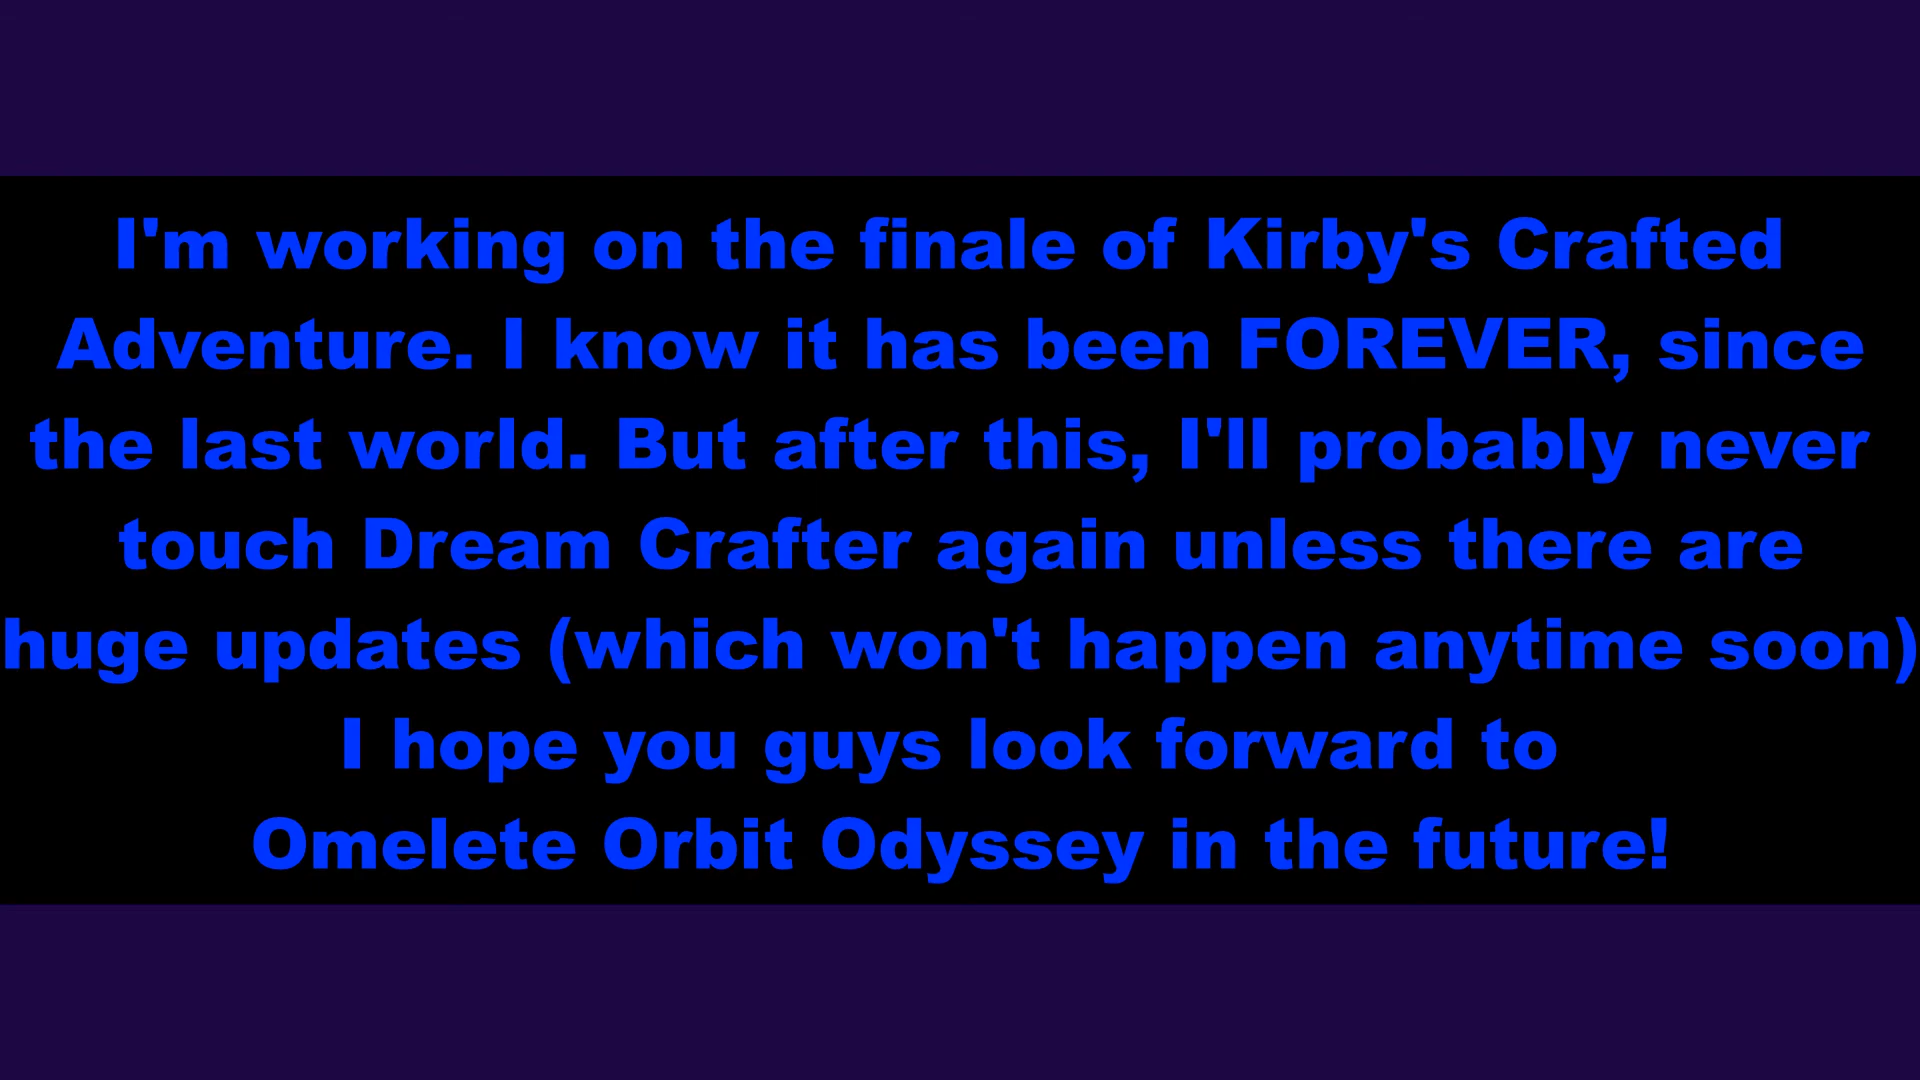 I'm working on the finale of Kirby's Crafted
Adventure. I know it has been FOREVER, since
the last world. But after this, I'll probably never
touch Dream Crafter again unless there are
huge updates (which won't happen anytime soon)
I hope you guys look forward to
Omelete Orbit Odyssey in the future!